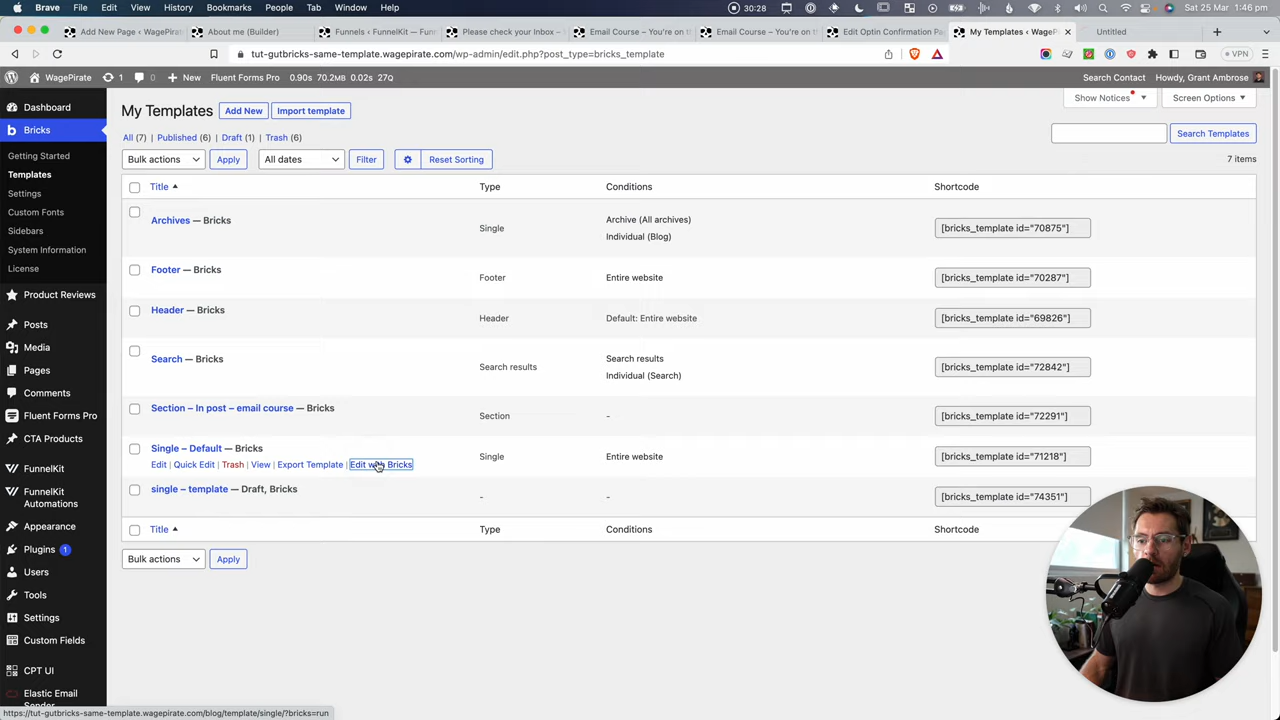 Brave File Edit View History Bookmarks People Tab Window Help 30:28 Sat 25 Mar 1:46 pm
Add New Page ‹ WagePirate
About me (Builder)
Funnels ‹ FunnelKit — Funn
Please check your Inbox –
Email Course – You're on t
Email Course – You're on t
Edit Optin Confirmation Pa
My Templates ‹ WageP
Untitled
tut-gutbricks-same-template.wagepirate.com/wp-admin/edit.php?post_type=bricks_template
VPN
WagePirate 1 0 New Fluent Forms Pro 0.90s 70.2MB 0.02s 27Q
Search Contact Howdy, Grant Ambrose
Dashboard
Bricks
Getting Started
Templates
Settings
Custom Fonts
Sidebars
System Information
License
Product Reviews
Posts
Media
Pages
Comments
Fluent Forms Pro
CTA Products
FunnelKit
FunnelKit
Automations
Appearance
Plugins 1
Users
Tools
Settings
Custom Fields
CPT UI
Elastic Email
Sender
My Templates Add New Import template
Show Notices Screen Options
All (7) | Published (6) | Draft (1) | Trash (6)
Search Templates
Bulk actions Apply All dates Filter Reset Sorting
7 items
Title Type Conditions Shortcode
Archives — Bricks Single Archive (All archives) [bricks_template id="70875"]
Individual (Blog)
Footer — Bricks Footer Entire website [bricks_template id="70287"]
Header — Bricks Header Default: Entire website [bricks_template id="69826"]
Search — Bricks Search results Search results [bricks_template id="72842"]
Individual (Search)
Section – In post – email course — Bricks Section - [bricks_template id="72291"]
Single – Default — Bricks Single Entire website [bricks_template id="71218"]
Edit | Quick Edit | Trash | View | Export Template | Edit with Bricks
single – template — Draft, Bricks - - [bricks_template id="74351"]
Title Type Conditions Shortcode
Bulk actions Apply
https://tut-gutbricks-same-template.wagepirate.com/blog/template/single/?bricks=run